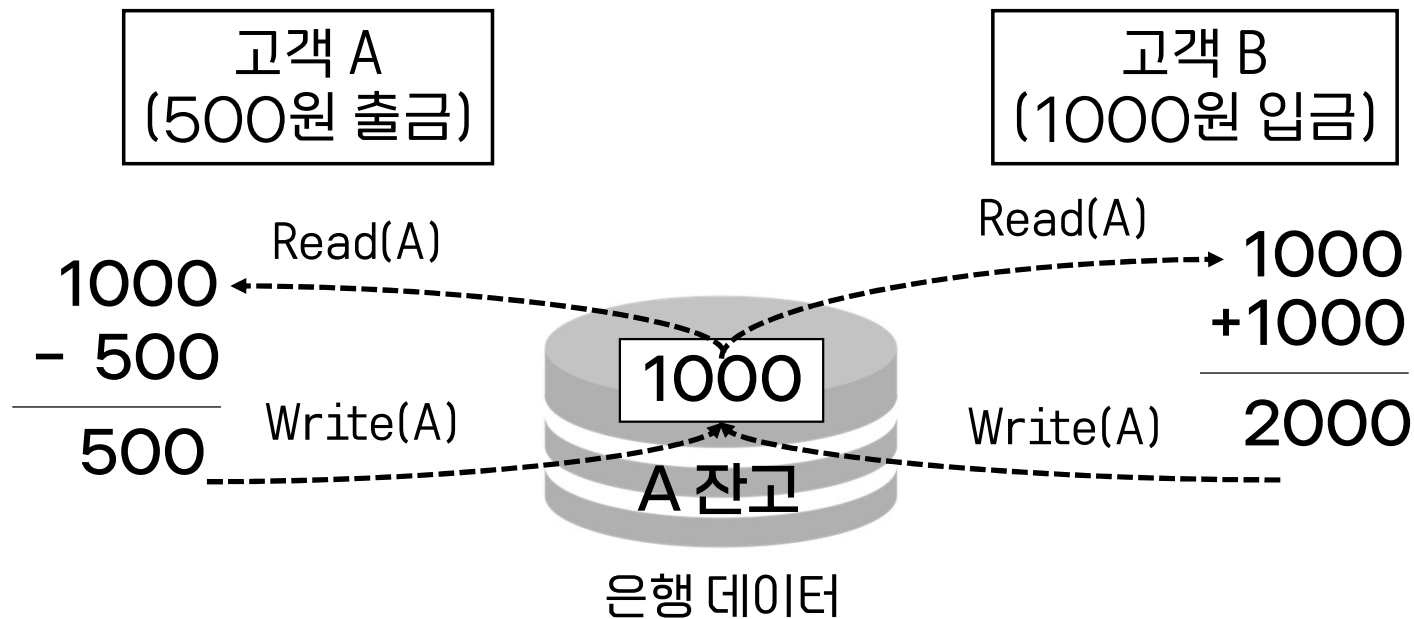 고객 A
(500원 출금)
고객 B
(1000원 입금)
Read(A)
1000
- 500
500
Write(A)
1000
A 잔고
은행 데이터
Read(A)
1000
+1000
2000
Write(A)